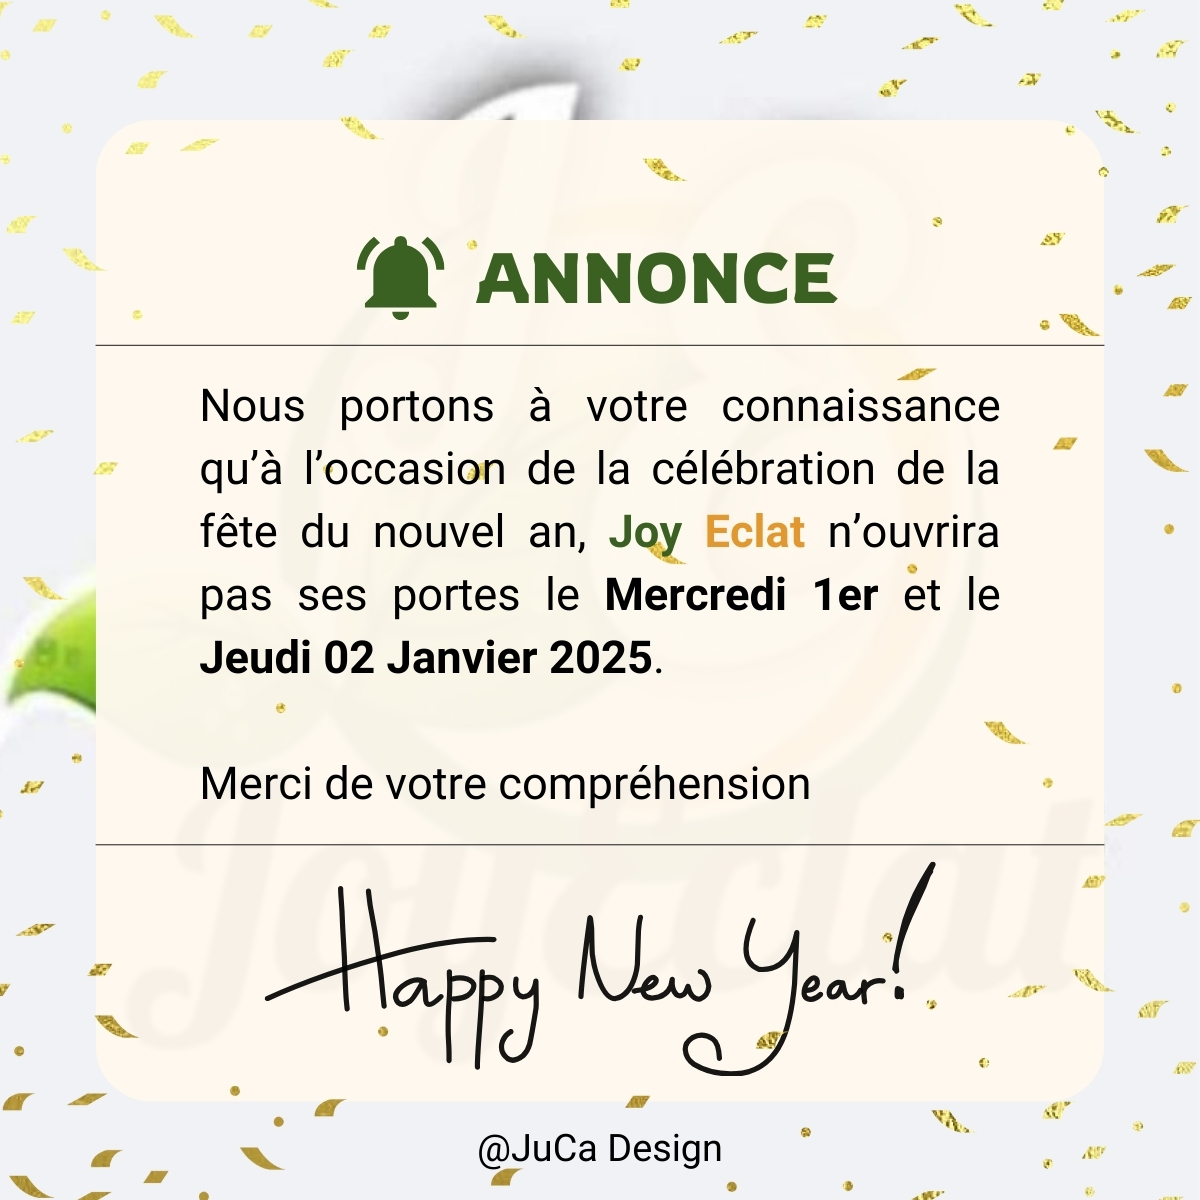 ANNONCE
Nous portons à votre connaissance
qu’à l’occasion de la célébration de la
fête du nouvel an, Joy Eclat n’ouvrira
pas ses portes le Mercredi 1er et le
Jeudi 02 Janvier 2025.
Merci de votre compréhension
Happy New Year!
@JuCa Design